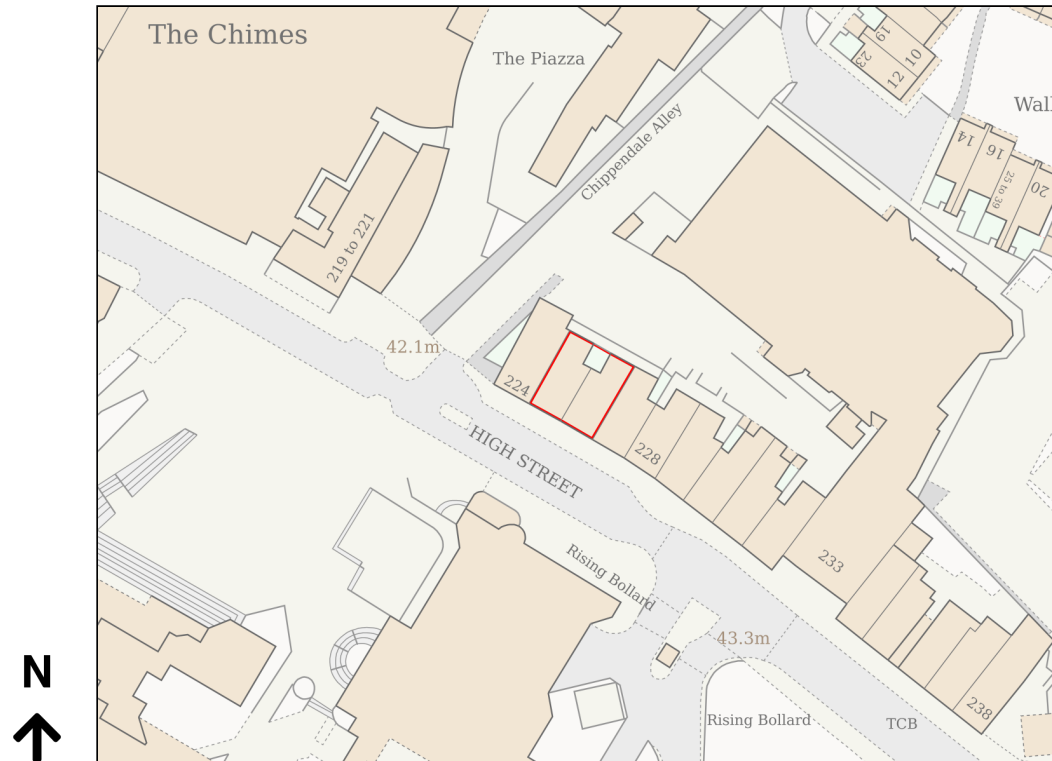 The Chimes
The Piazza
19
23
10
12
Wall
Chippendale Alley
14
16
25 to 39
20
219 to 221
42.1m
224
HIGH STREET
228
Rising Bollard
233
43.3m
N
Rising Bollard
TCB
238